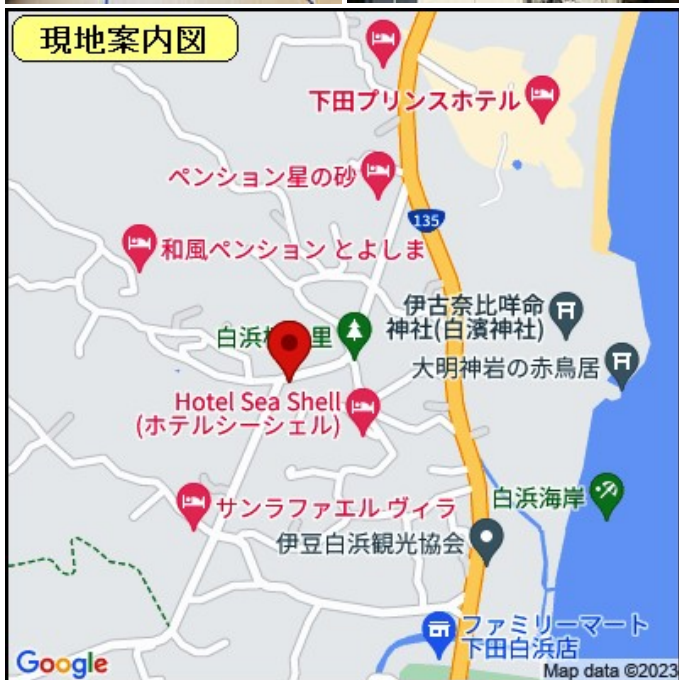 現地案内図
下田プリンスホテル
ペンション星の砂
135
和風ペンション とよしま
伊古奈比咩命
神社(白濱神社)
白浜
里
大明神岩の赤鳥居
Hotel Sea Shell
(ホテルシーシェル)
白浜海岸
サンラファエル ヴィラ
伊豆白浜観光協会
ファミリーマート
下田白浜店
Google
Map data ©2023